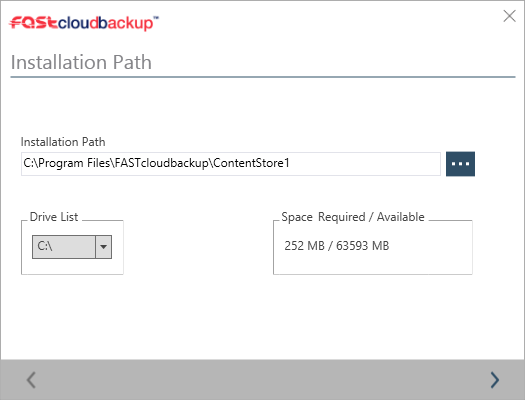 FASTcloudbackup™
Installation Path
Installation Path
C:\Program Files\FASTcloudbackup\ContentStore1
Drive List
Space Required / Available
C:\
252 MB / 63593 MB